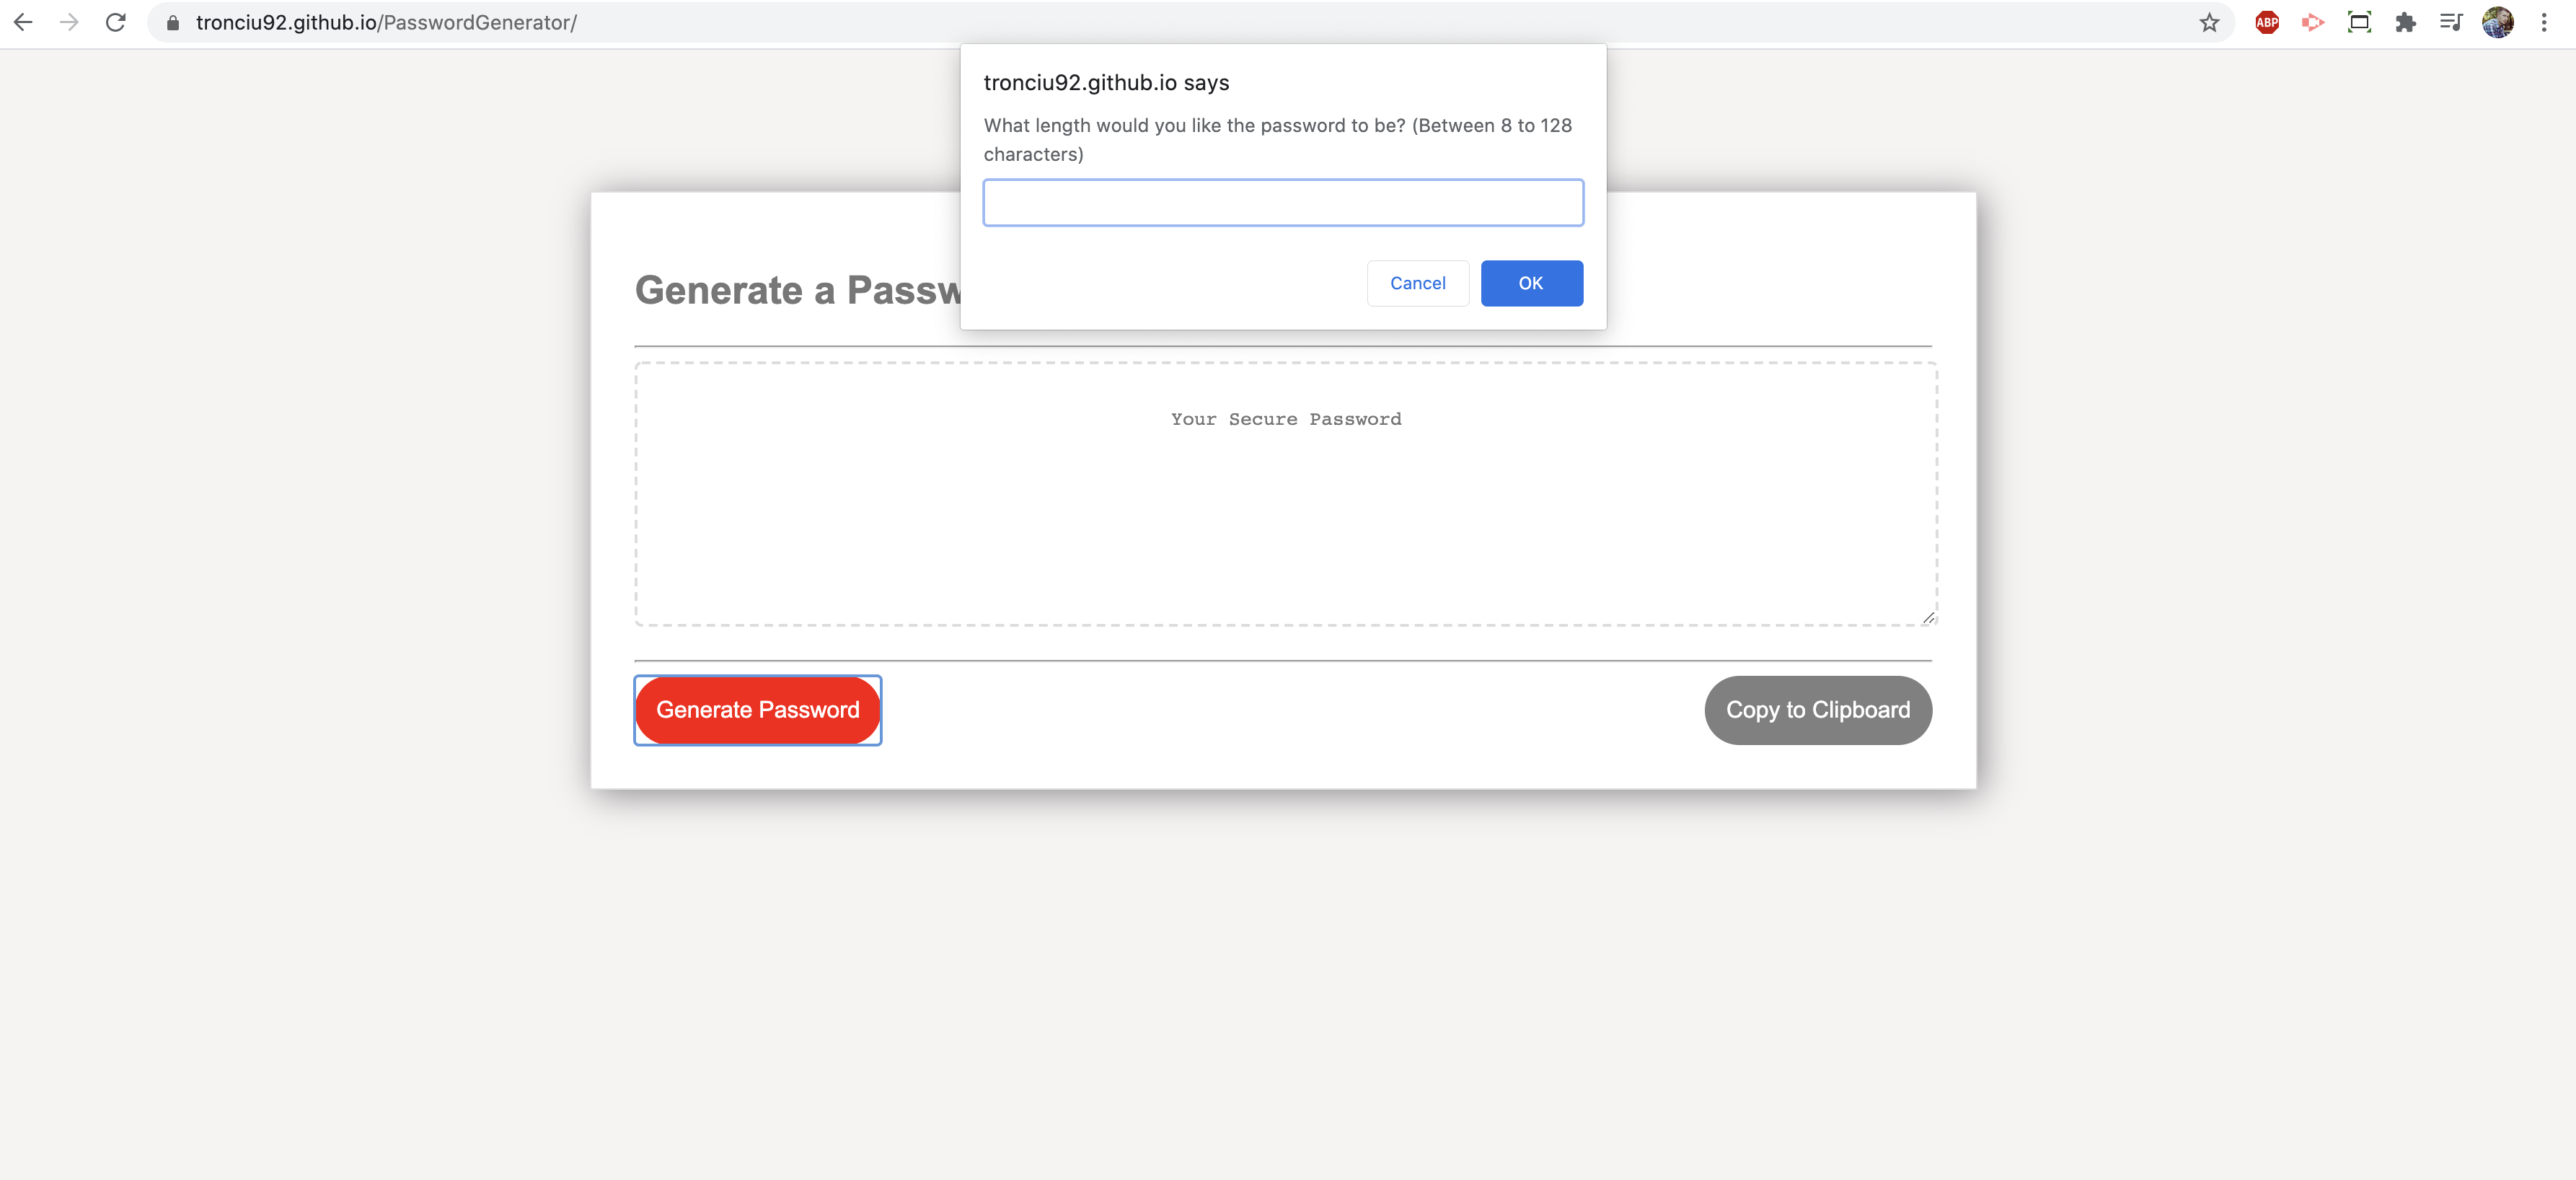 tronciu92.github.io/PasswordGenerator/
ABP
tronciu92.github.io says
What length would you like the password to be? (Between 8 to 128
characters)
Cancel
OK
Generate a Passw
Your Secure Password
Generate Password
Copy to Clipboard